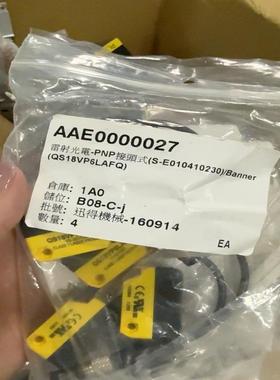 AAE0000027
雷射光電-PNP接頭式(S-E010410230)/Banner
(QS18VP6LAFQ)
倉庫: 1A0
儲位: B08-C-j
批號: 迅得機械-160914
數量: 4
EA